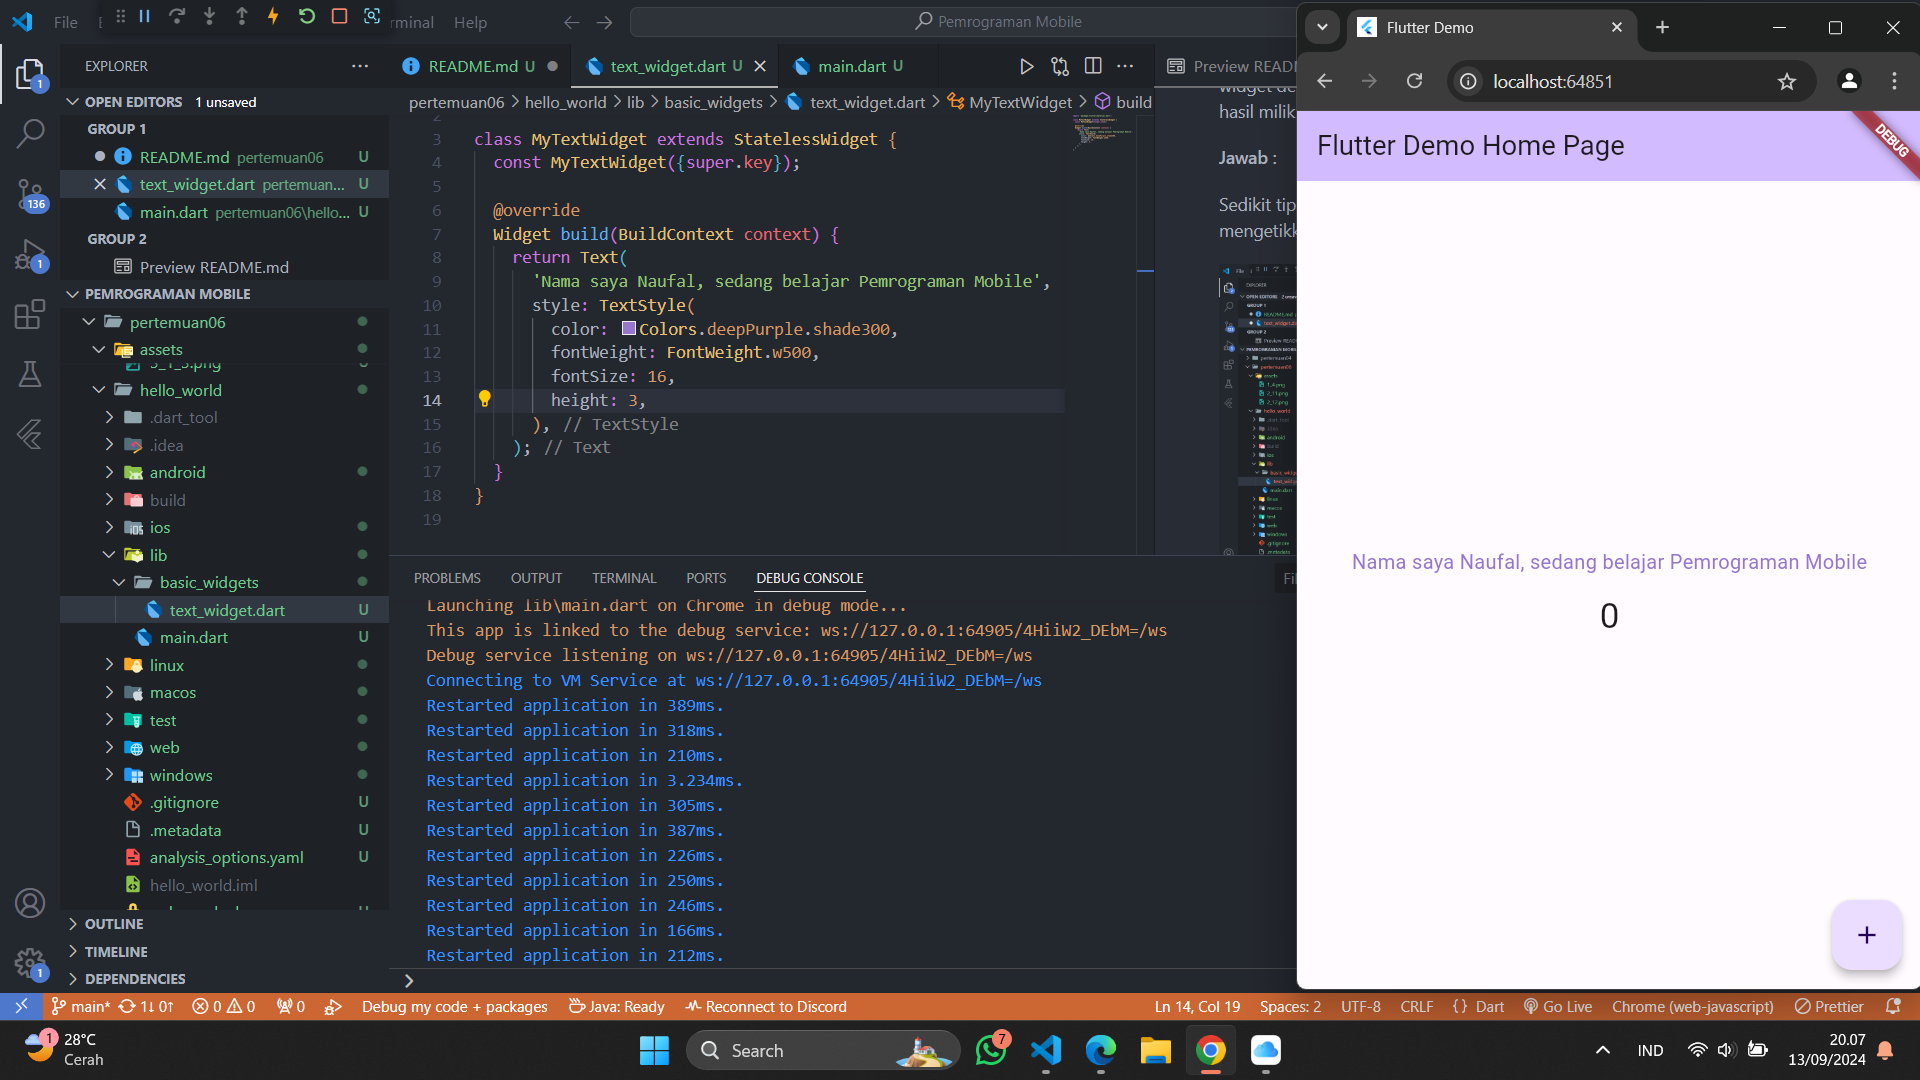 File
rminal
Help
Pemrograman Mobile
EXPLORER
OPEN EDITORS 1 unsaved
GROUP 1
README.md pertemuan06 U
text_widget.dart pertemuan... U
main.dart pertemuan06\hello... U
GROUP 2
Preview README.md
PEMROGRAMAN MOBILE
pertemuan06
assets
hello_world
.dart_tool
.idea
android
build
ios
lib
basic_widgets
text_widget.dart U
main.dart U
linux
macos
test
web
windows
.gitignore U
.metadata U
analysis_options.yaml U
hello_world.iml
OUTLINE
TIMELINE
DEPENDENCIES
1
136
1
1
README.md U
text_widget.dart U
main.dart U
Preview READ
pertemuan06 > hello_world > lib > basic_widgets > text_widget.dart > MyTextWidget > build
2
3 class MyTextWidget extends StatelessWidget {
4 const MyTextWidget({super.key});
5
6 @override
7 Widget build(BuildContext context) {
8 return Text(
9 'Nama saya Naufal, sedang belajar Pemrograman Mobile',
10 style: TextStyle(
11 color: Colors.deepPurple.shade300,
12 fontWeight: FontWeight.w500,
13 fontSize: 16,
14 height: 3,
15 ), // TextStyle
16 ); // Text
17 }
18 }
19
hasil milik
Jawab :
Sedikit tip
mengetikk
PROBLEMS OUTPUT TERMINAL PORTS DEBUG CONSOLE
Fil
Launching lib\main.dart on Chrome in debug mode...
This app is linked to the debug service: ws://127.0.0.1:64905/4HiiW2_DEbM=/ws
Debug service listening on ws://127.0.0.1:64905/4HiiW2_DEbM=/ws
Connecting to VM Service at ws://127.0.0.1:64905/4HiiW2_DEbM=/ws
Restarted application in 389ms.
Restarted application in 318ms.
Restarted application in 210ms.
Restarted application in 3.234ms.
Restarted application in 305ms.
Restarted application in 387ms.
Restarted application in 226ms.
Restarted application in 250ms.
Restarted application in 246ms.
Restarted application in 166ms.
Restarted application in 212ms.
Flutter Demo
localhost:64851
Flutter Demo Home Page
DEBUG
Nama saya Naufal, sedang belajar Pemrograman Mobile
0
+
main* 1↓ 0↑ 0 0 0 Debug my code + packages Java: Ready Reconnect to Discord
Ln 14, Col 19 Spaces: 2 UTF-8 CRLF {} Dart Go Live Chrome (web-javascript) Prettier
1
28°C
Cerah
Search
7
IND
20.07
13/09/2024